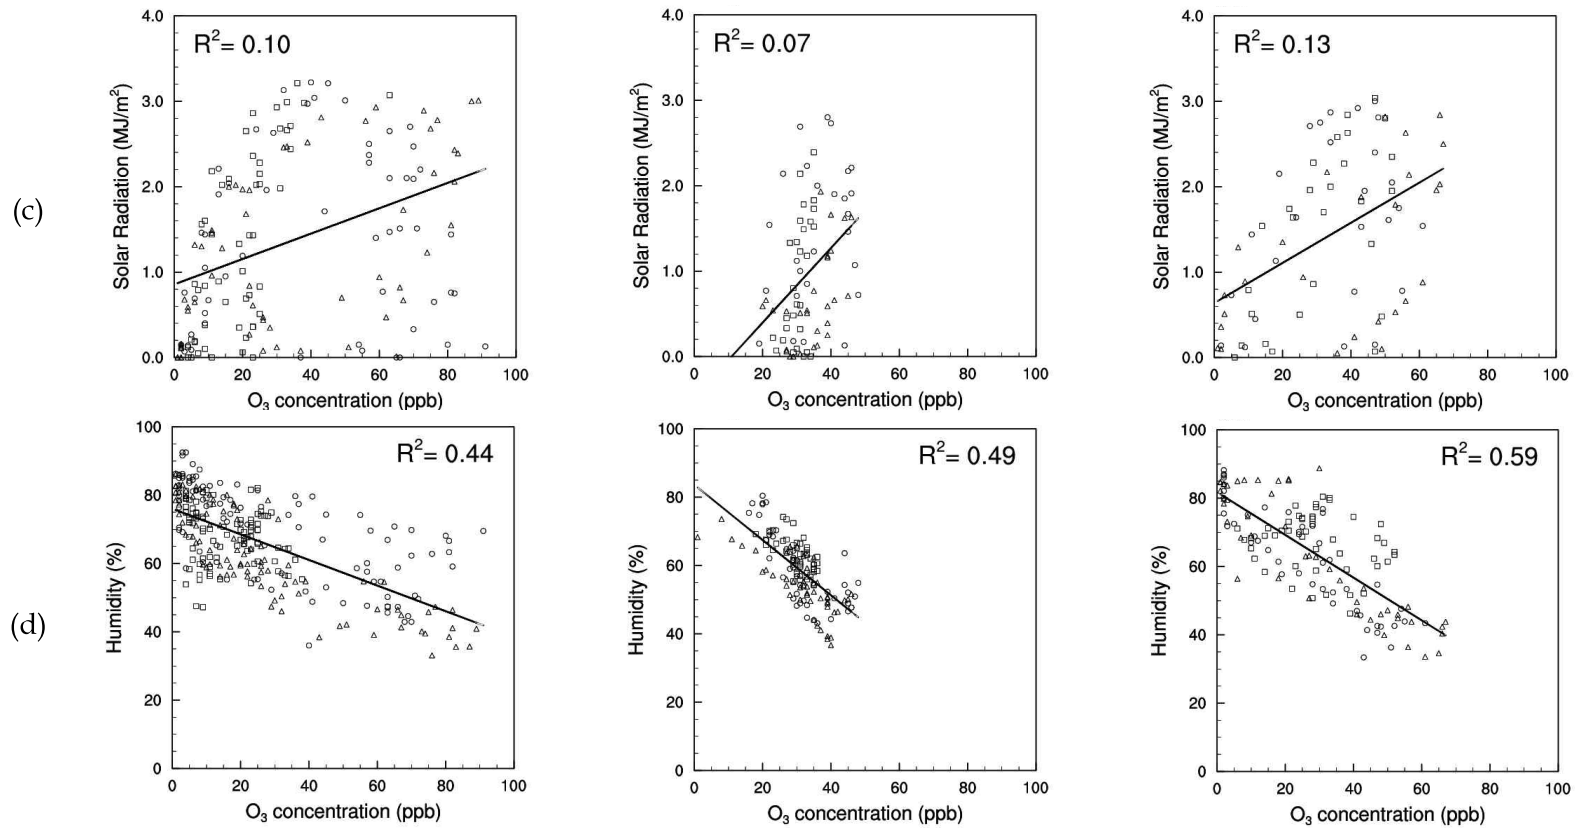 (c)
R²= 0.10
Solar Radiation (MJ/m²)
4.0
3.0
2.0
1.0
0.0
0 20 40 60 80 100
O₃ concentration (ppb)
R²= 0.07
Solar Radiation (MJ/m²)
4.0
3.0
2.0
1.0
0.0
0 20 40 60 80 100
O₃ concentration (ppb)
R²= 0.13
Solar Radiation (MJ/m²)
4.0
3.0
2.0
1.0
0.0
0 20 40 60 80 100
O₃ concentration (ppb)
(d)
R²= 0.44
Humidity (%)
100
80
60
40
20
0
0 20 40 60 80 100
O₃ concentration (ppb)
R²= 0.49
Humidity (%)
100
80
60
40
20
0
0 20 40 60 80 100
O₃ concentration (ppb)
R²= 0.59
Humidity (%)
100
80
60
40
20
0
0 20 40 60 80 100
O₃ concentration (ppb)